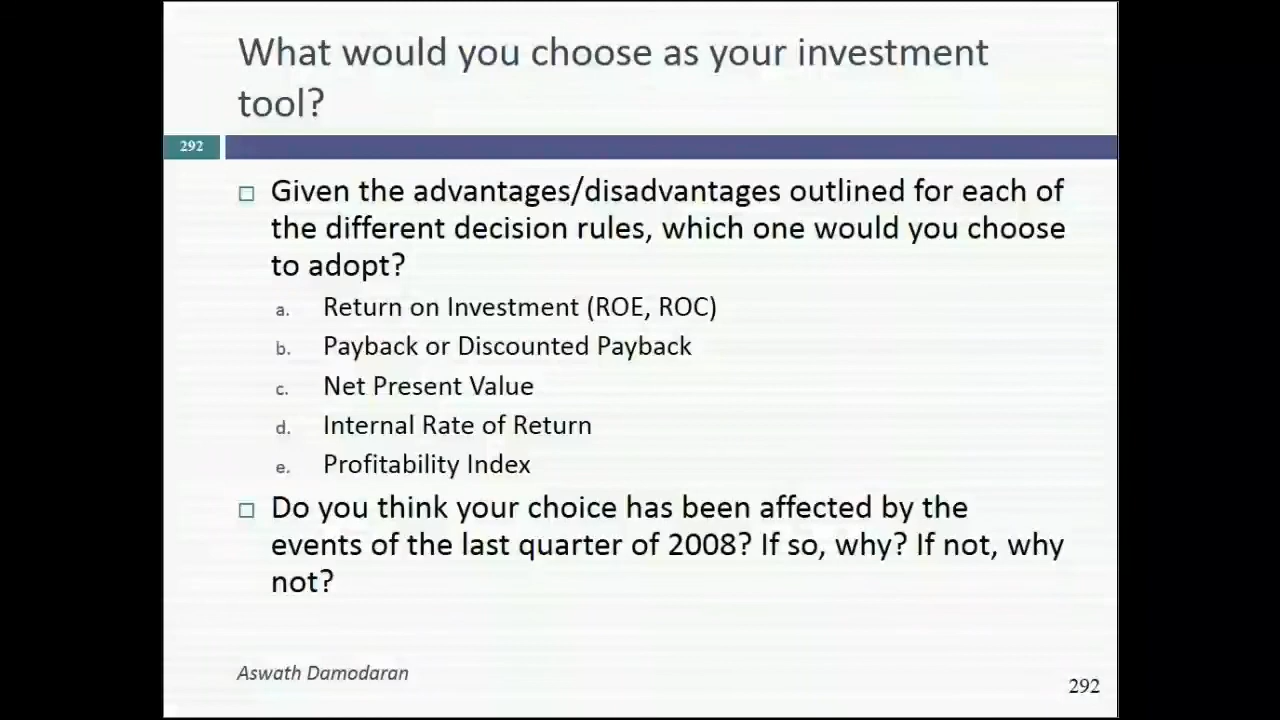 What would you choose as your investment
tool?
292
□ Given the advantages/disadvantages outlined for each of
the different decision rules, which one would you choose
to adopt?
a. Return on Investment (ROE, ROC)
b. Payback or Discounted Payback
c. Net Present Value
d. Internal Rate of Return
e. Profitability Index
□ Do you think your choice has been affected by the
events of the last quarter of 2008? If so, why? If not, why
not?
Aswath Damodaran
292